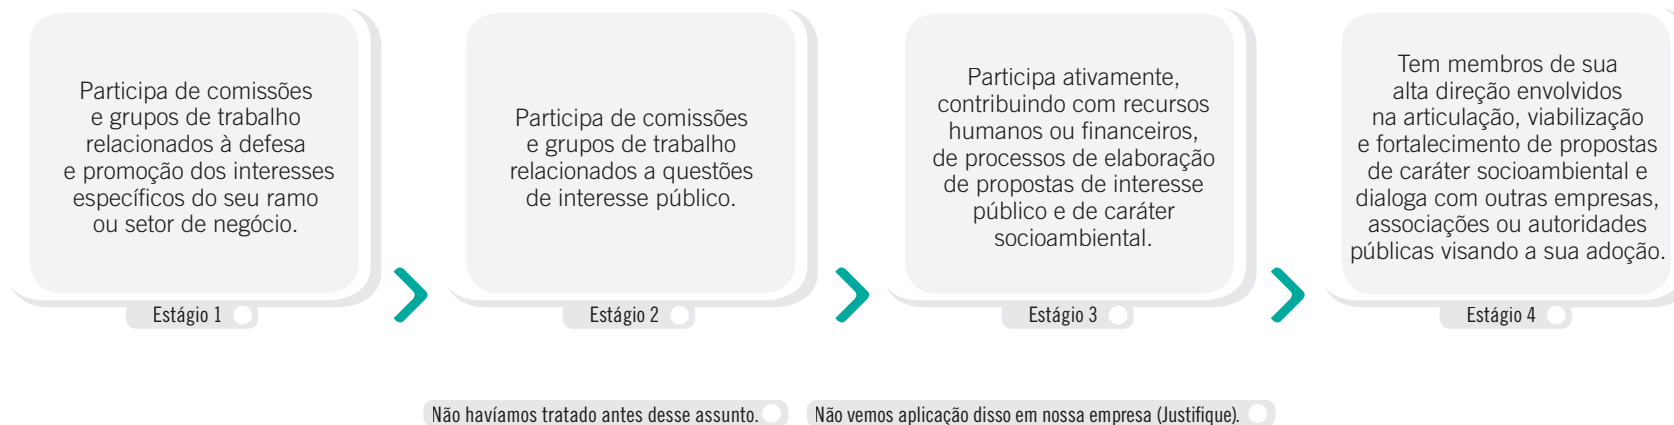 Participa de comissões
e grupos de trabalho
relacionados à defesa
e promoção dos interesses
específicos do seu ramo
ou setor de negócio.
Estágio 1
Participa de comissões
e grupos de trabalho
relacionados a questões
de interesse público.
Estágio 2
Participa ativamente,
contribuindo com recursos
humanos ou financeiros,
de processos de elaboração
de propostas de interesse
público e de caráter
socioambiental.
Estágio 3
Tem membros de sua
alta direção envolvidos
na articulação, viabilização
e fortalecimento de propostas
de caráter socioambiental e
dialoga com outras empresas,
associações ou autoridades
públicas visando a sua adoção.
Estágio 4
Não havíamos tratado antes desse assunto.
Não vemos aplicação disso em nossa empresa (Justifique).